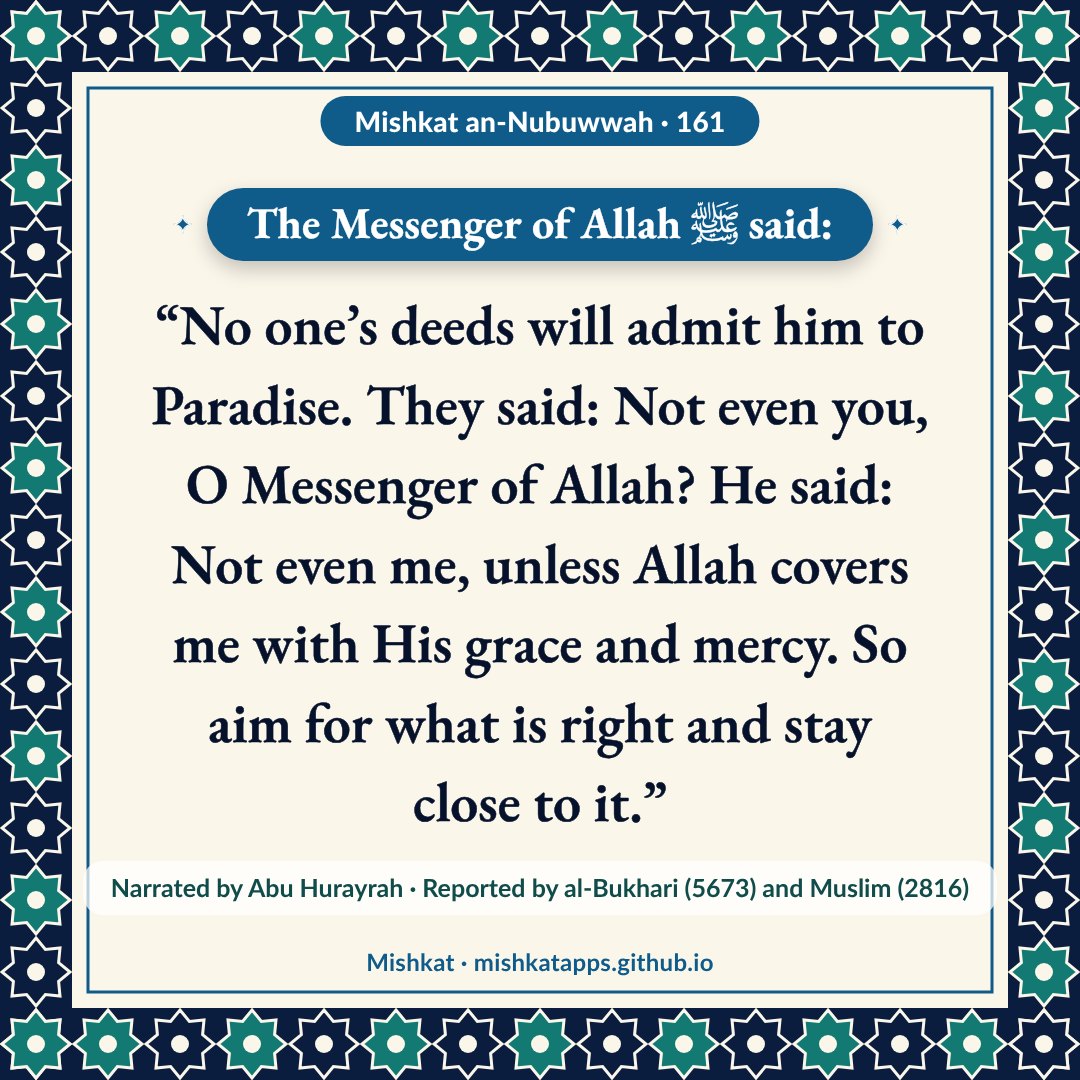 Mishkat an-Nubuwwah · 161
The Messenger of Allah ﷺ said:
“No one’s deeds will admit him to
Paradise. They said: Not even you,
O Messenger of Allah? He said:
Not even me, unless Allah covers
me with His grace and mercy. So
aim for what is right and stay
close to it.”
Narrated by Abu Hurayrah · Reported by al-Bukhari (5673) and Muslim (2816)
Mishkat · mishkatapps.github.io